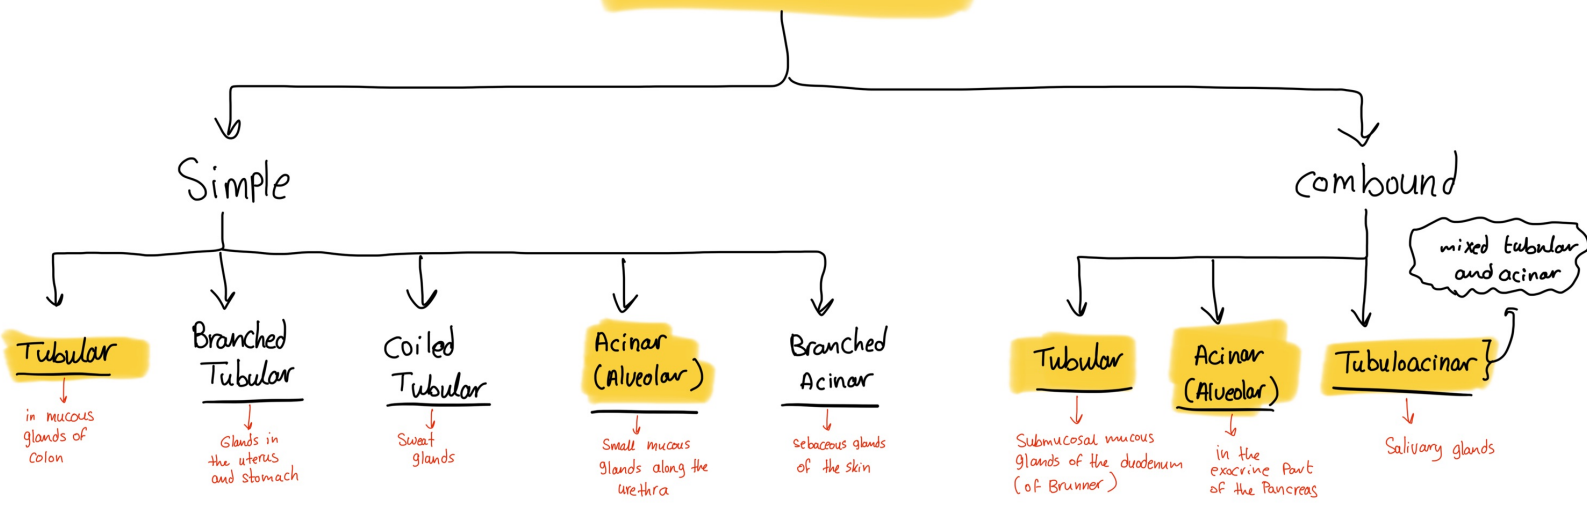 Simple
combound
mixed tubular
and acinar
Tubular
in mucous
glands of
colon
Branched
Tubular
Glands in
the uterus
and stomach
Coiled
Tubular
Sweat
glands
Acinar
(Alveolar)
Small mucous
glands along the
urethra
Branched
Acinar
Sebaceous glands
of the skin
Tubular
Submucosal mucous
glands of the duodenum
(of Brunner)
Acinar
(Alveolar)
in the
exocrine Part
of the Pancreas
Tubuloacinar
Salivary glands